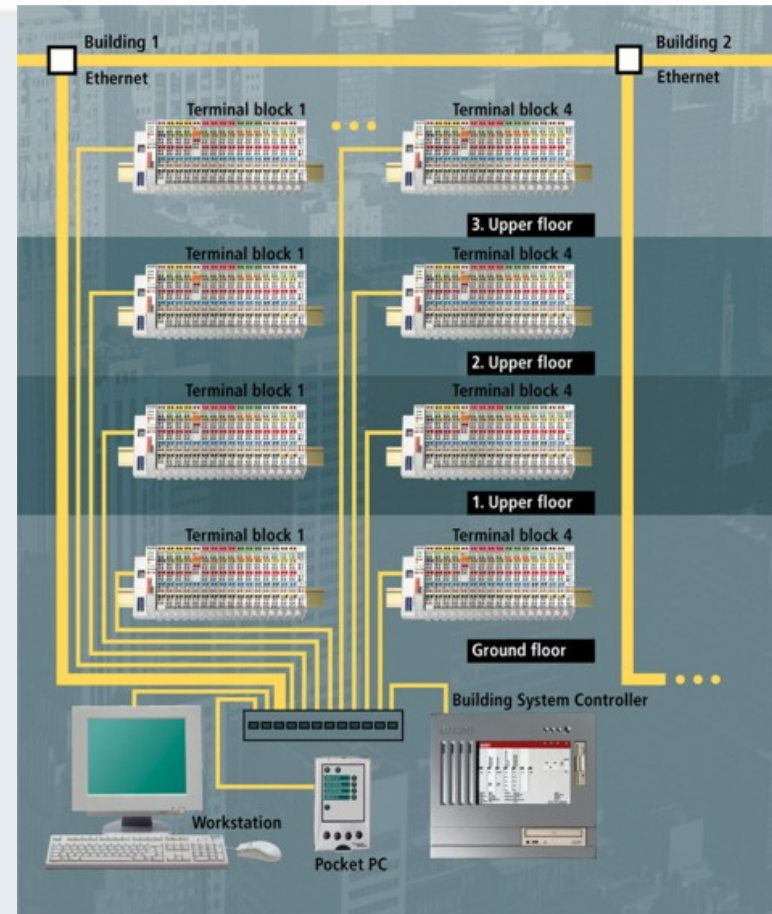 Building 1
Building 2
Ethernet
Ethernet
Terminal block 1
Terminal block 4
3. Upper floor
Terminal block 1
Terminal block 4
2. Upper floor
Terminal block 1
Terminal block 4
1. Upper floor
Terminal block 1
Terminal block 4
Ground floor
Building System Controller
Workstation
Pocket PC